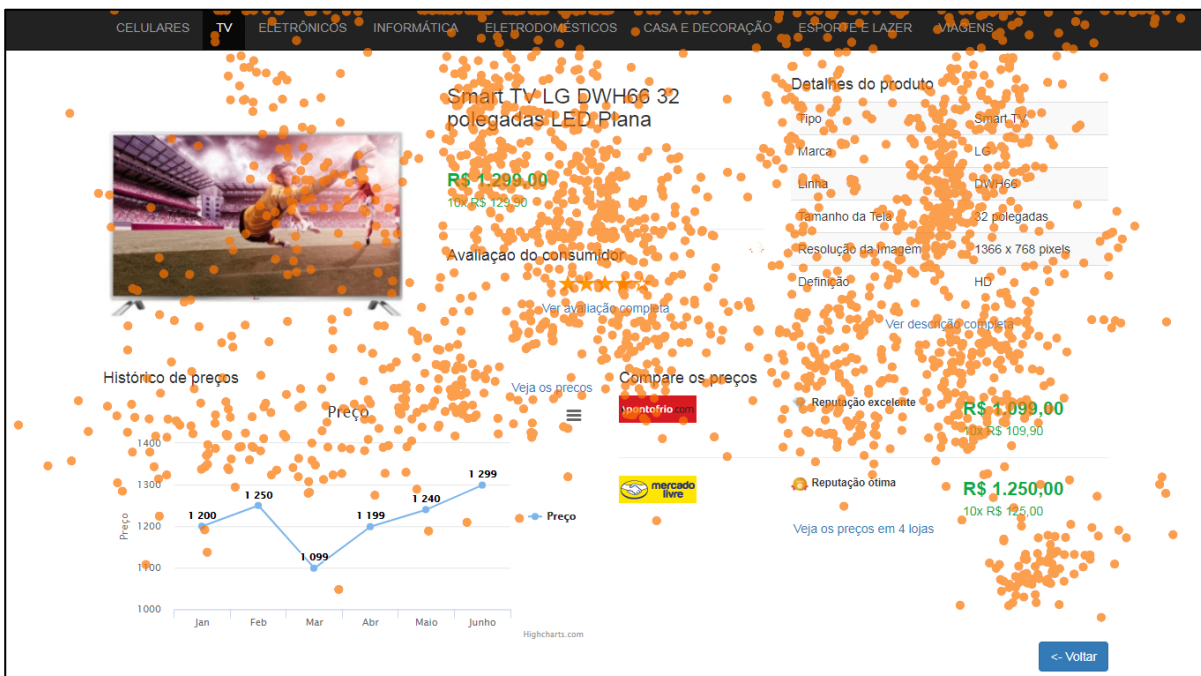 CELULARES TV ELETRÔNICOS INFORMÁTICA ELETRODOMÉSTICOS CASA E DECORAÇÃO ESPORTE E LAZER VIAGENS
Smart TV LG DWH66 32
polegadas LED Plana
R$ 1.299,00
10x R$ 129,90
Avaliação do consumidor
Ver avaliação completa
Detalhes do produto
Tipo Smart TV
Marca LG
Linha DWH66
Tamanho da Tela 32 polegadas
Resolução da Imagem 1366 x 768 pixels
Definição HD
Ver descrição completa
Histórico de preços
Veja os preços
Preço
1400
1300
1200
1100
1000
Preço
1 200
1 250
1 099
1 199
1 240
1 299
Jan Feb Mar Abr Maio Junho
Preço
Highcharts.com
Compare os preços
pontofrio.com
Reputação excelente
R$ 1.099,00
10x R$ 109,90
mercado
livre
Reputação ótima
R$ 1.250,00
10x R$ 125,00
Veja os preços em 4 lojas
<- Voltar